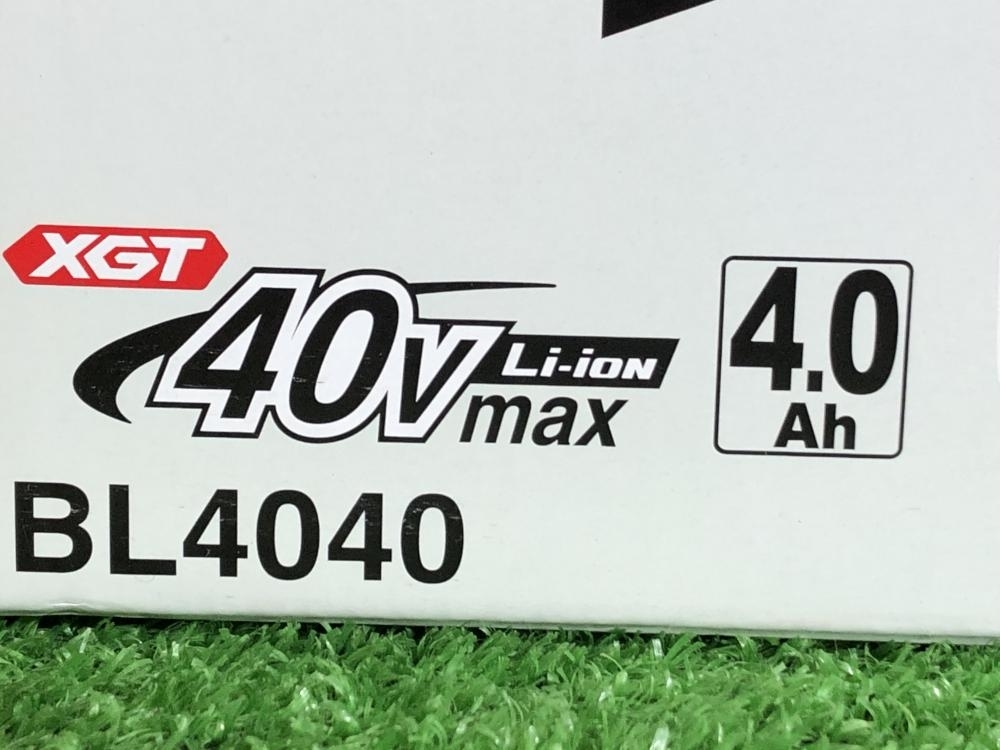 XGT
40V Li-ion
max
4.0
Ah
BL4040